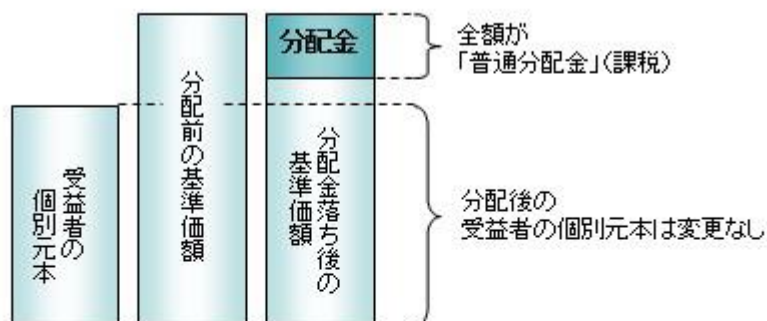 受益者の
個別元本
分配前の基準価額
分配金
分配金落ち後の
基準価額
全額が
「普通分配金」(課税)
分配後の
受益者の個別元本は変更なし